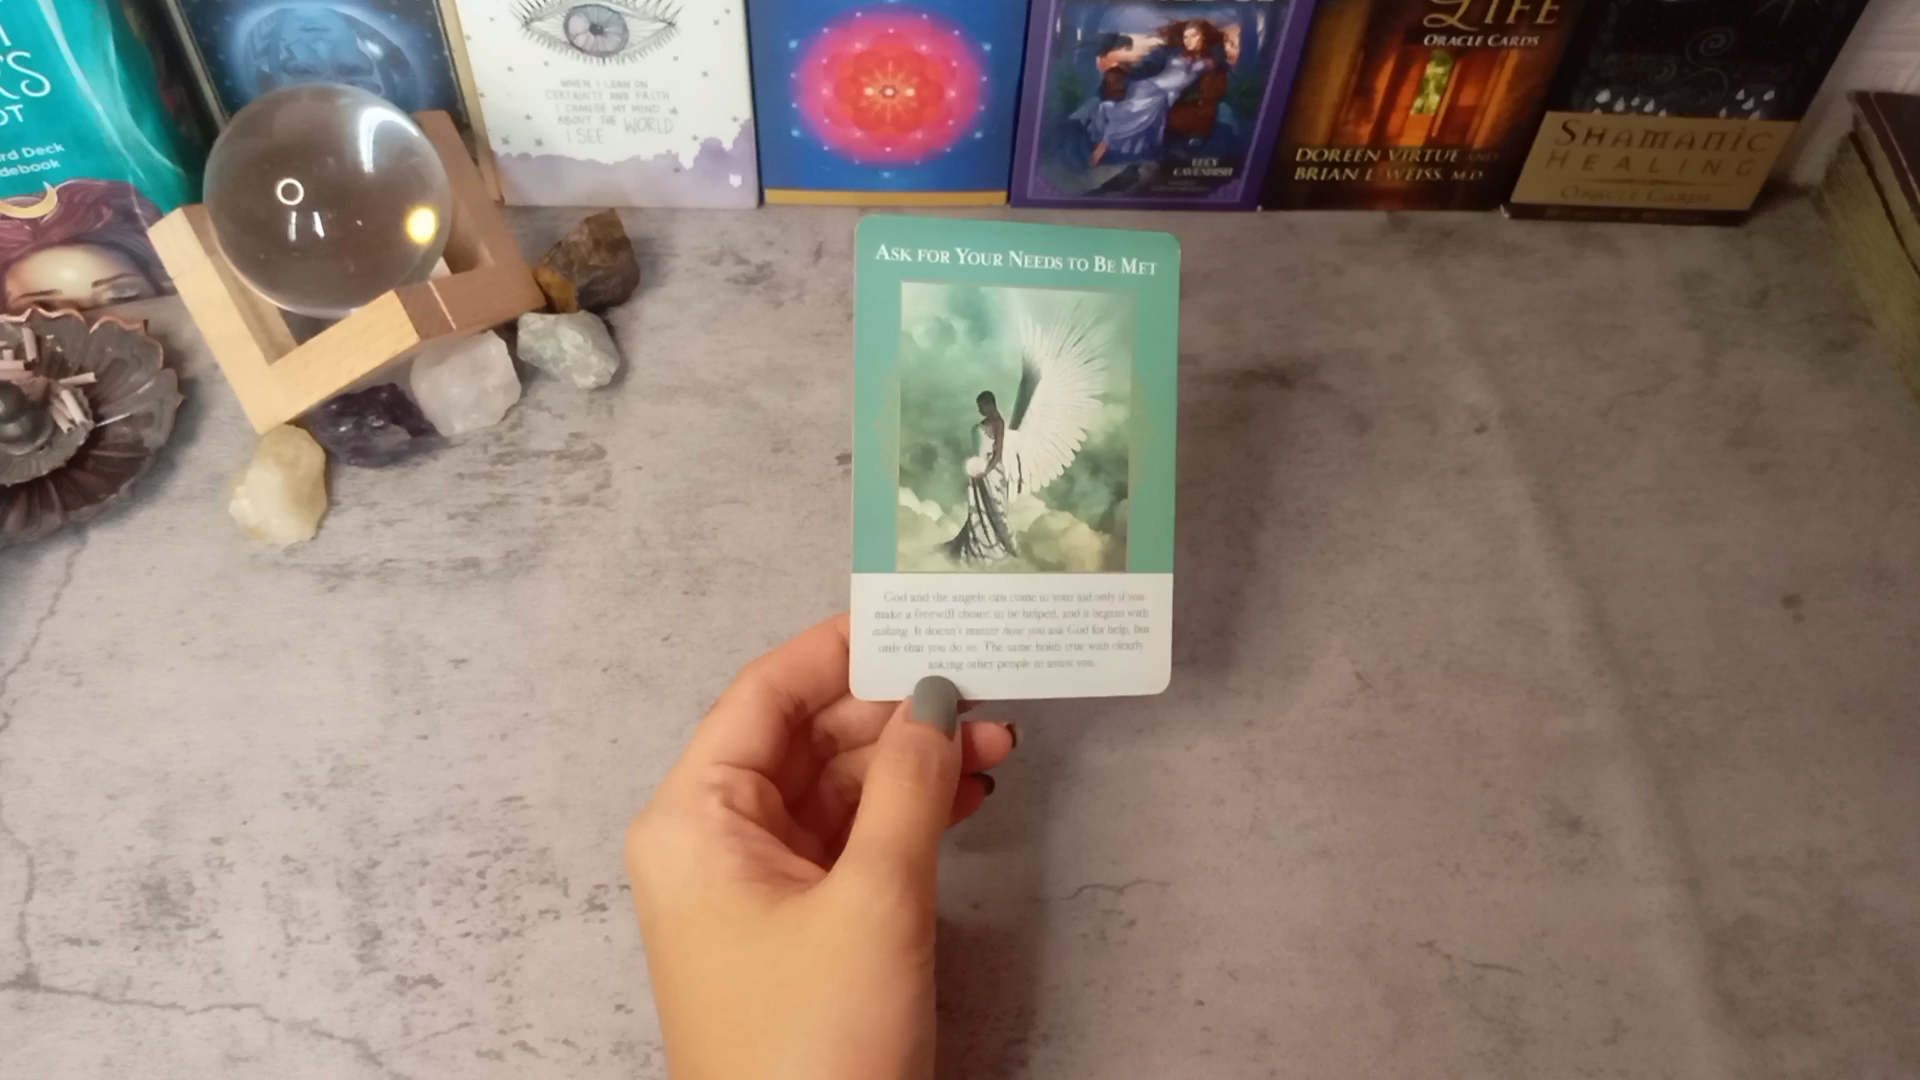 OT
rd Deck
debook
WHEN I LEAN ON
CERTAINTY AND FAITH
I CHANGE MY MIND
ABOUT THE WORLD
I SEE
LUCY
CAVENDISH
LIFE
ORACLE CARDS
DOREEN VIRTUE AND
BRIAN L. WEISS, M.D.
SHAMANIC
HEALING
ORACLE CARDS
ASK FOR YOUR NEEDS TO BE MET
God and the angels can come to your aid only if you
make a freewill choice to be helped, and it begins with
asking. It doesn't matter how you ask God for help, but
only that you do so. The same holds true with clearly
asking other people to assist you.